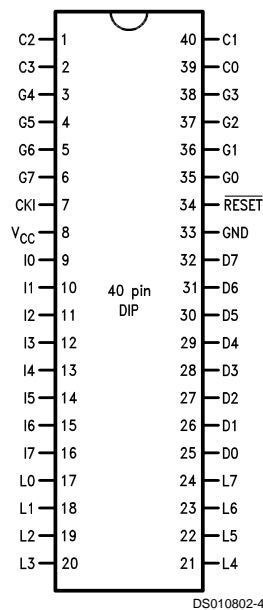 C2 1 40 C1
C3 2 39 C0
G4 3 38 G3
G5 4 37 G2
G6 5 36 G1
G7 6 35 G0
CKI 7 34 RESET
VCC 8 33 GND
I0 9 32 D7
I1 10 31 D6
40 pin
DIP
I2 11 30 D5
I3 12 29 D4
I4 13 28 D3
I5 14 27 D2
I6 15 26 D1
I7 16 25 D0
L0 17 24 L7
L1 18 23 L6
L2 19 22 L5
L3 20 21 L4
DS010802-4